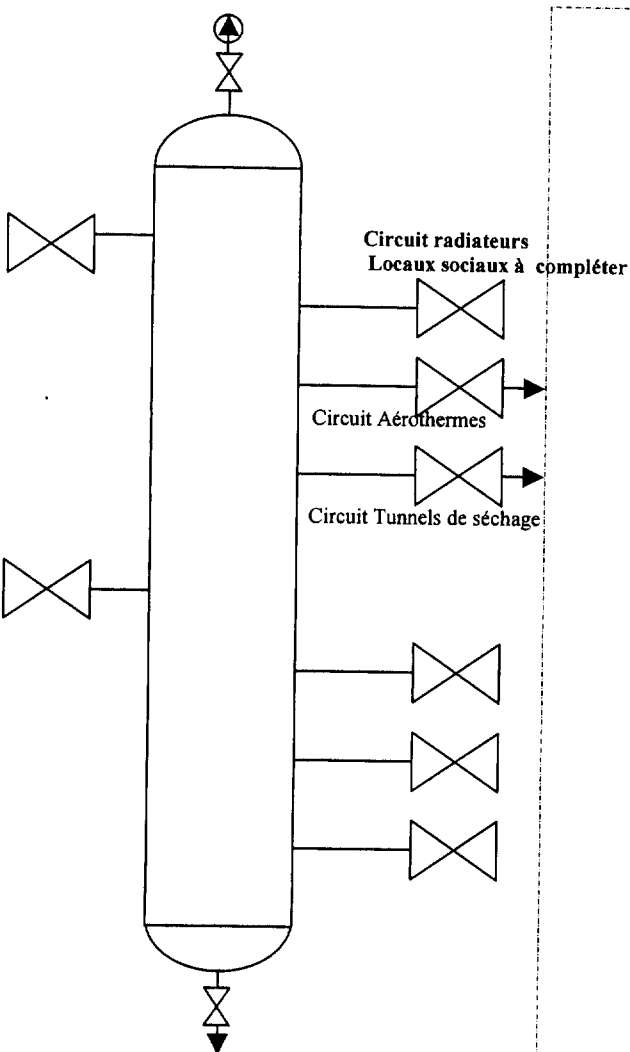 Circuit radiateurs
Locaux sociaux à compléter
Circuit Aérothermes
Circuit Tunnels de séchage